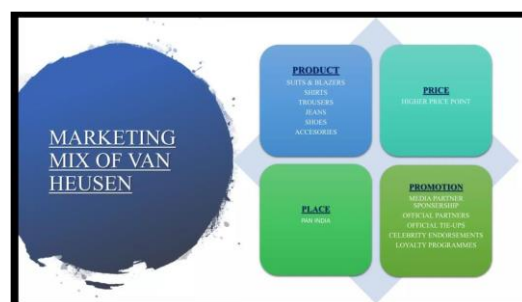 MARKETING
MIX OF VAN
HEUSEN
PRODUCT
SUITS & BLAZERS
SHIRTS
TROUSERS
JEANS
SHOES
ACCESORIES
PRICE
HIGHER PRICE POINT
PLACE
PAN INDIA
PROMOTION
MEDIA PARTNER
SPONSERSHIP
OFFICIAL PARTNERS
OFFICIAL TIE-UPS
CELEBRITY ENDORSEMENTS
LOYALTY PROGRAMMES